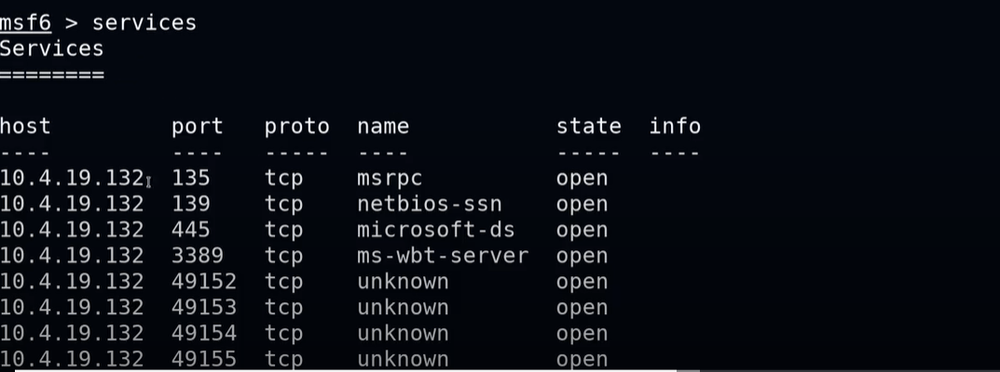 msf6 > services
Services
========
host port proto name state info
---- ---- ----- ---- ----- ----
10.4.19.132 135 tcp msrpc open
10.4.19.132 139 tcp netbios-ssn open
10.4.19.132 445 tcp microsoft-ds open
10.4.19.132 3389 tcp ms-wbt-server open
10.4.19.132 49152 tcp unknown open
10.4.19.132 49153 tcp unknown open
10.4.19.132 49154 tcp unknown open
10.4.19.132 49155 tcp unknown open